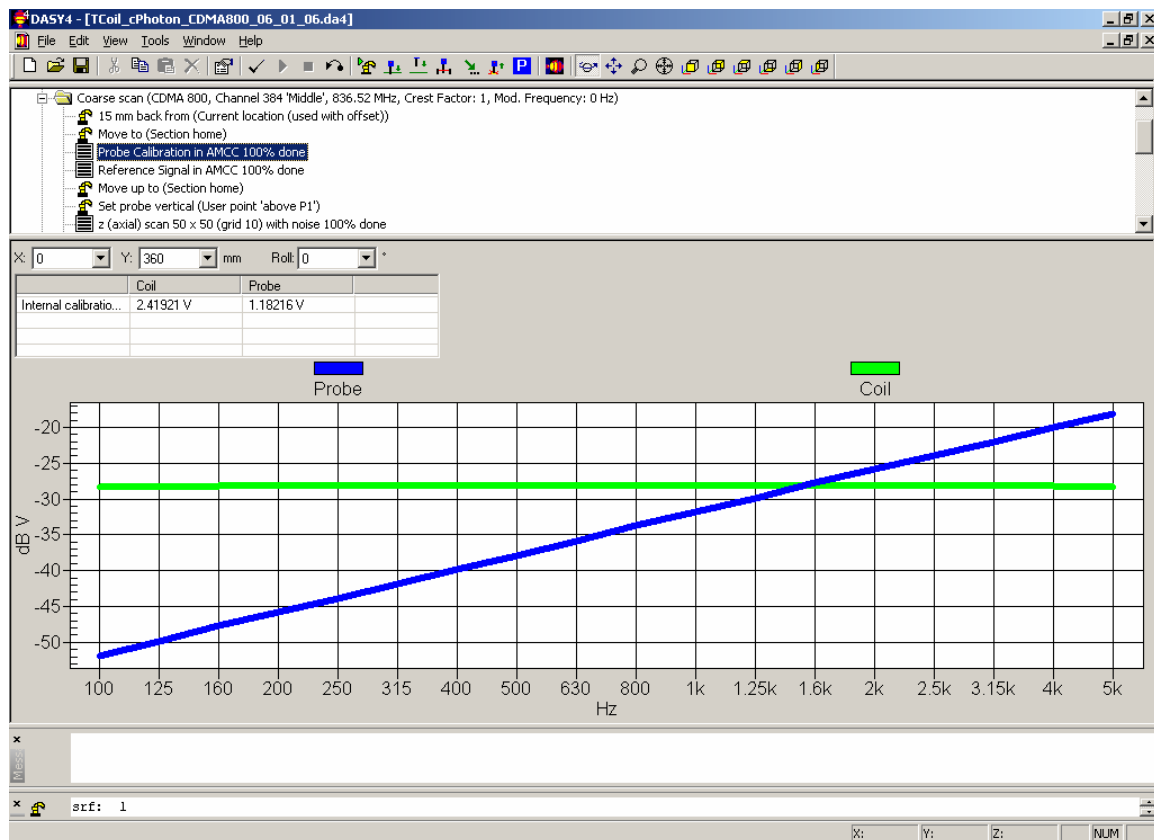 DASY4 - [TCoil_cPhoton_CDMA800_06_01_06.da4]
File Edit View Tools Window Help
P
Coarse scan (CDMA 800, Channel 384 'Middle', 836.52 MHz, Crest Factor: 1, Mod. Frequency: 0 Hz)
15 mm back from (Current location (used with offset))
Move to (Section home)
Probe Calibration in AMCC 100% done
Reference Signal in AMCC 100% done
Move up to (Section home)
Set probe vertical (User point 'above P1')
z (axial) scan 50 x 50 (grid 10) with noise 100% done
X: 0 Y: 360 mm Roll: 0 °
Coil Probe
Internal calibratio... 2.41921 V 1.18216 V
Probe Coil
-20
-25
-30
-35
-40
-45
-50
dB V
100 125 160 200 250 315 400 500 630 800 1k 1.25k 1.6k 2k 2.5k 3.15k 4k 5k
Hz
Mess
srf: 1
X: Y: Z: NUM